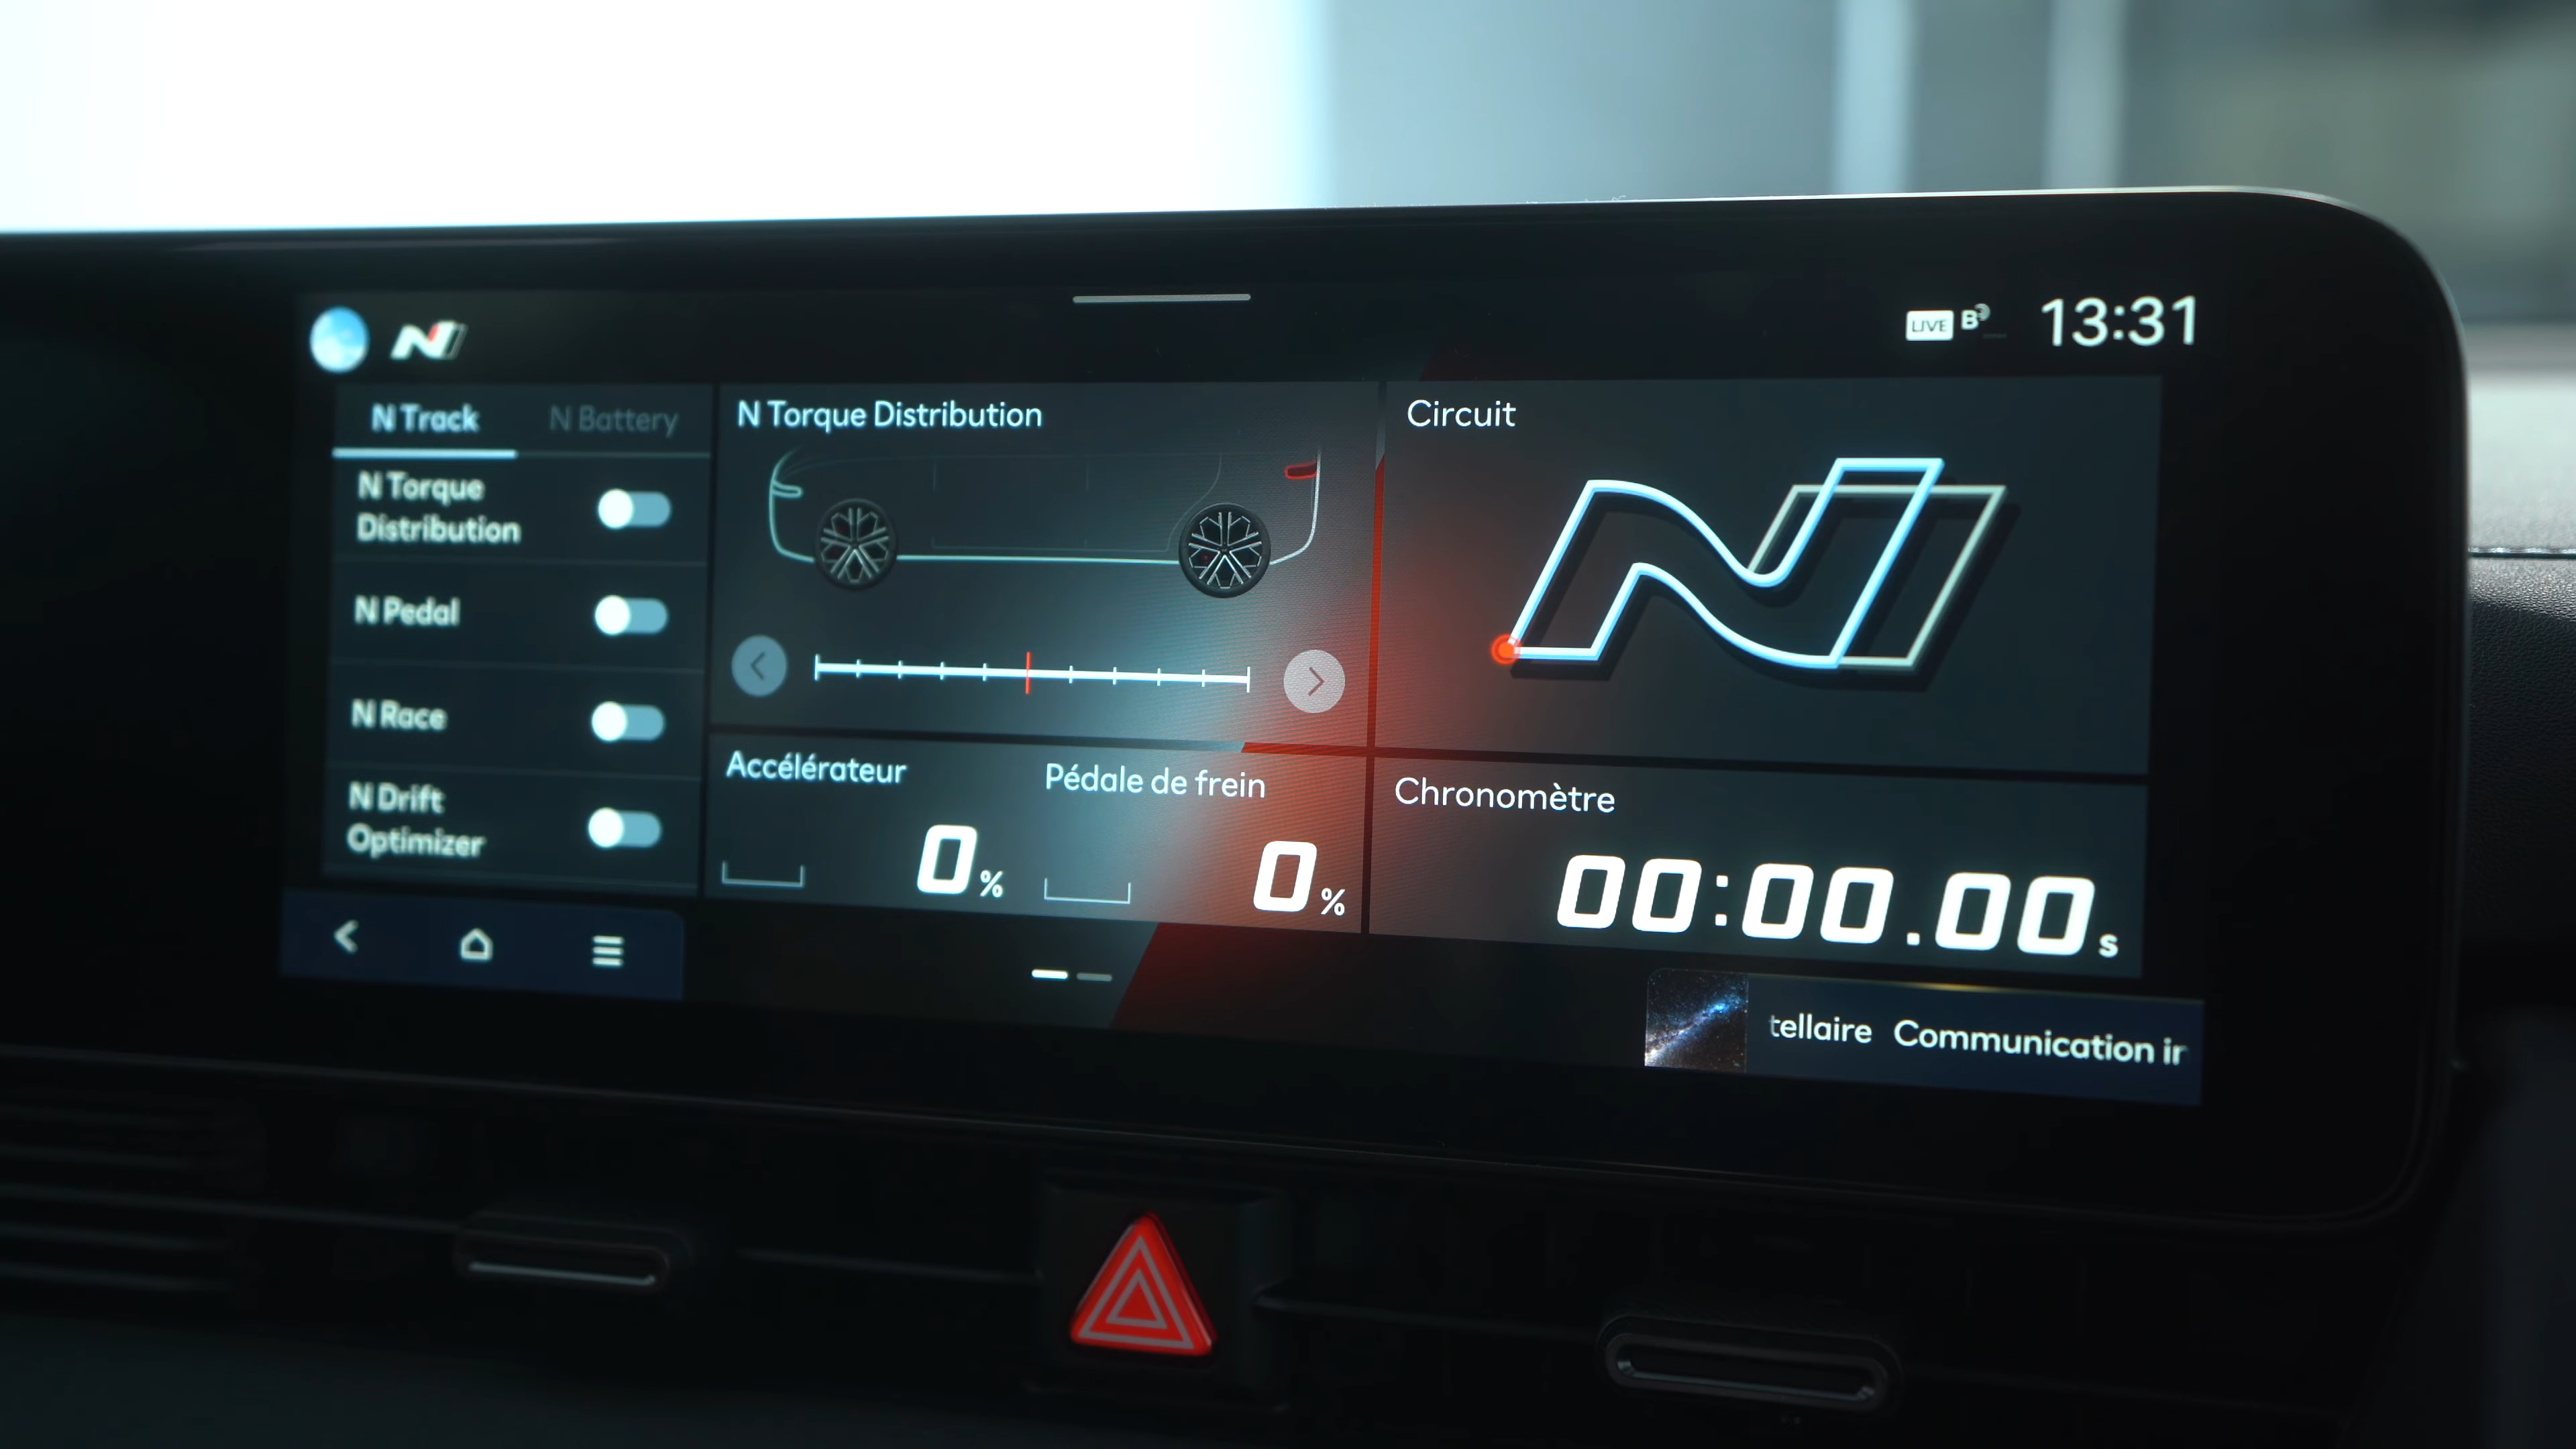 N
LIVE B 13:31
N Track N Battery
N Torque
Distribution
N Pedal
N Race
N Drift
Optimizer
N Torque Distribution
Circuit
N
Accélérateur
0 %
Pédale de frein
0 %
Chronomètre
00:00.00 s
tellaire Communication ir